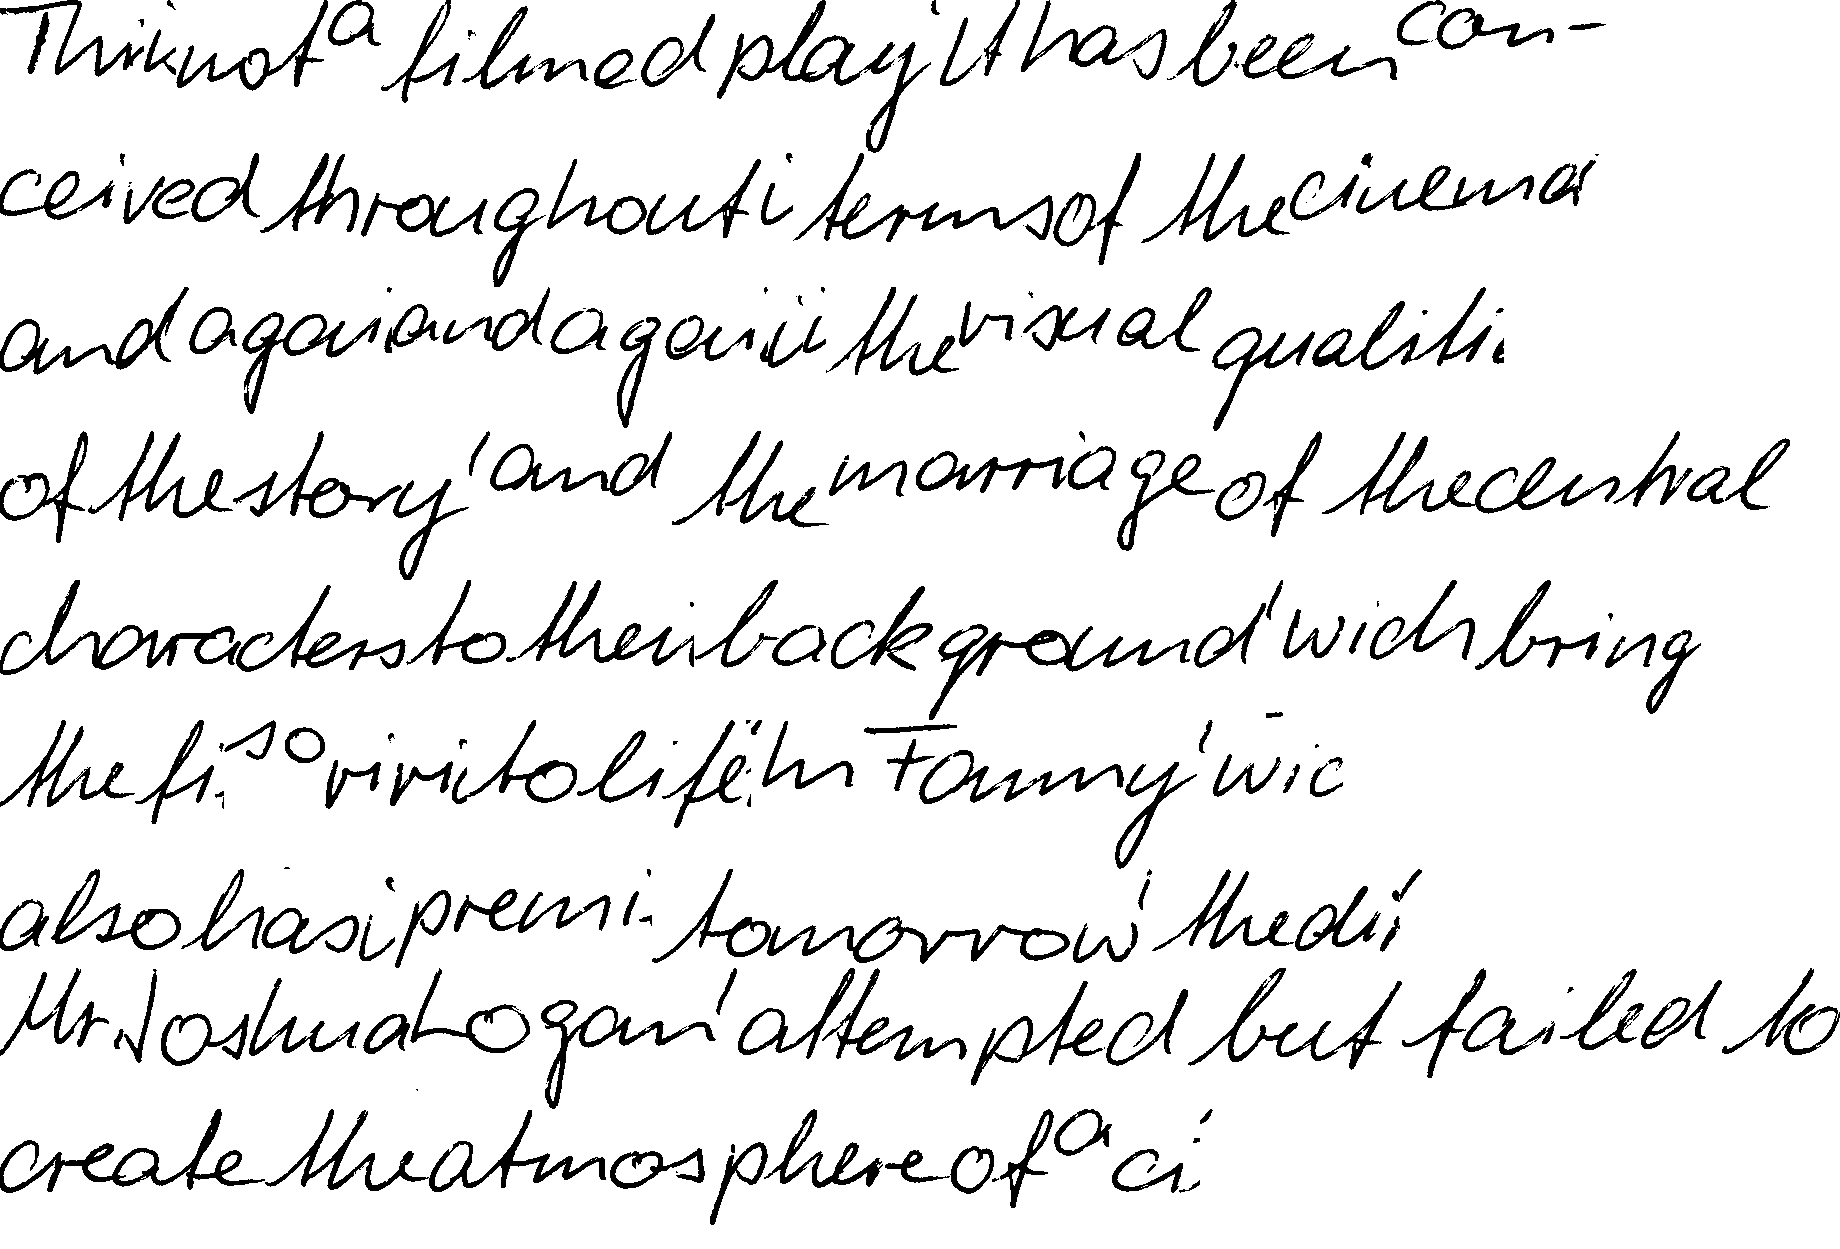 This is not a filmed play, It has been con-
ceived throughout i terms of the cinema
and again and again the visual qualiti
of the story, and the marriage of the central
characters to their background, wich bring
the fi so to life. In Fanny, wic
also has i premi tomorrow, the di
Mr. Joshua Logan, attempted but failed to
create the atmosphere of a ci